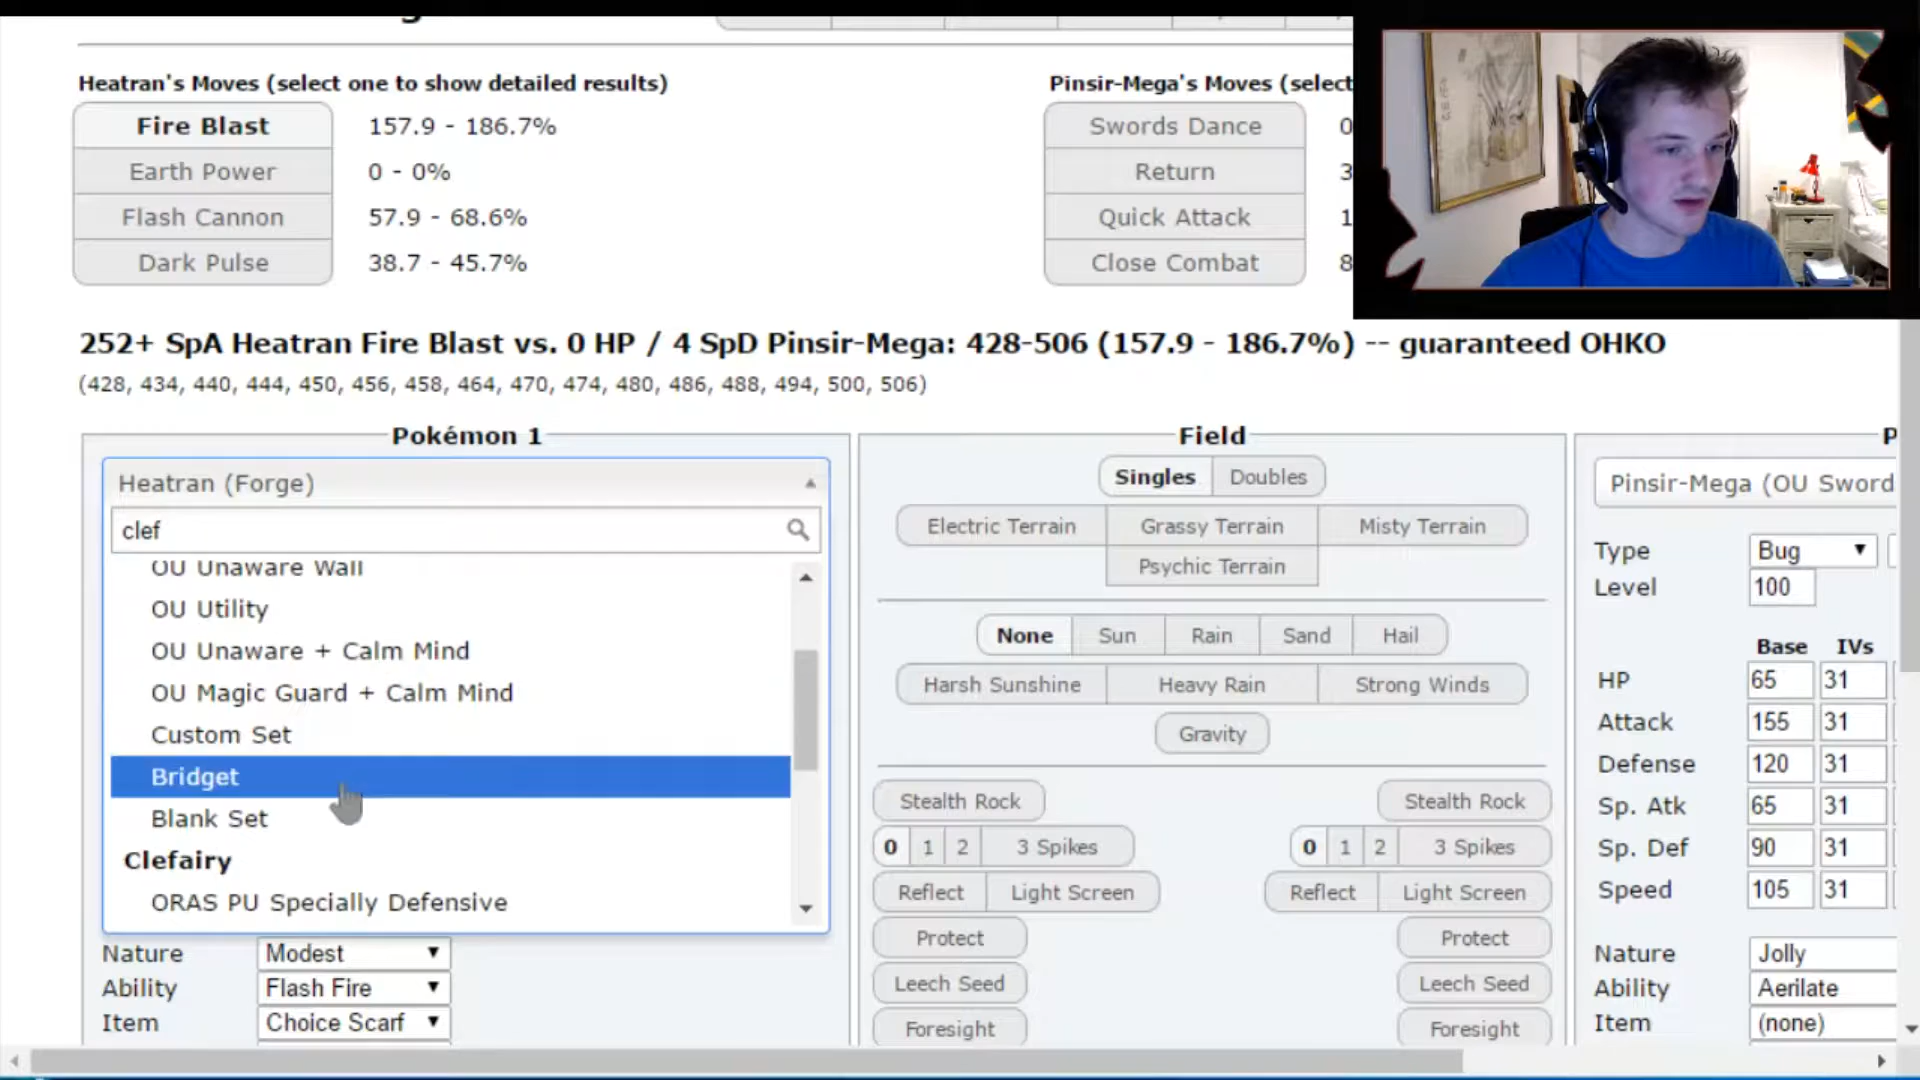 Heatran's Moves (select one to show detailed results)
Fire Blast 157.9 - 186.7%
Earth Power 0 - 0%
Flash Cannon 57.9 - 68.6%
Dark Pulse 38.7 - 45.7%
Pinsir-Mega's Moves (select
Swords Dance 0
Return 3
Quick Attack 1
Close Combat 8
252+ SpA Heatran Fire Blast vs. 0 HP / 4 SpD Pinsir-Mega: 428-506 (157.9 - 186.7%) -- guaranteed OHKO
(428, 434, 440, 444, 450, 456, 458, 464, 470, 474, 480, 486, 488, 494, 500, 506)
Pokémon 1
Heatran (Forge)
clef
OU Unaware Wall
OU Utility
OU Unaware + Calm Mind
OU Magic Guard + Calm Mind
Custom Set
Bridget
Blank Set
Clefairy
ORAS PU Specially Defensive
Nature Modest
Ability Flash Fire
Item Choice Scarf
Field
Singles Doubles
Electric Terrain Grassy Terrain Misty Terrain
Psychic Terrain
None Sun Rain Sand Hail
Harsh Sunshine Heavy Rain Strong Winds
Gravity
Stealth Rock Stealth Rock
0 1 2 3 Spikes 0 1 2 3 Spikes
Reflect Light Screen Reflect Light Screen
Protect Protect
Leech Seed Leech Seed
Foresight Foresight
P
Pinsir-Mega (OU Sword
Type Bug
Level 100
Base IVs
HP 65 31
Attack 155 31
Defense 120 31
Sp. Atk 65 31
Sp. Def 90 31
Speed 105 31
Nature Jolly
Ability Aerilate
Item (none)